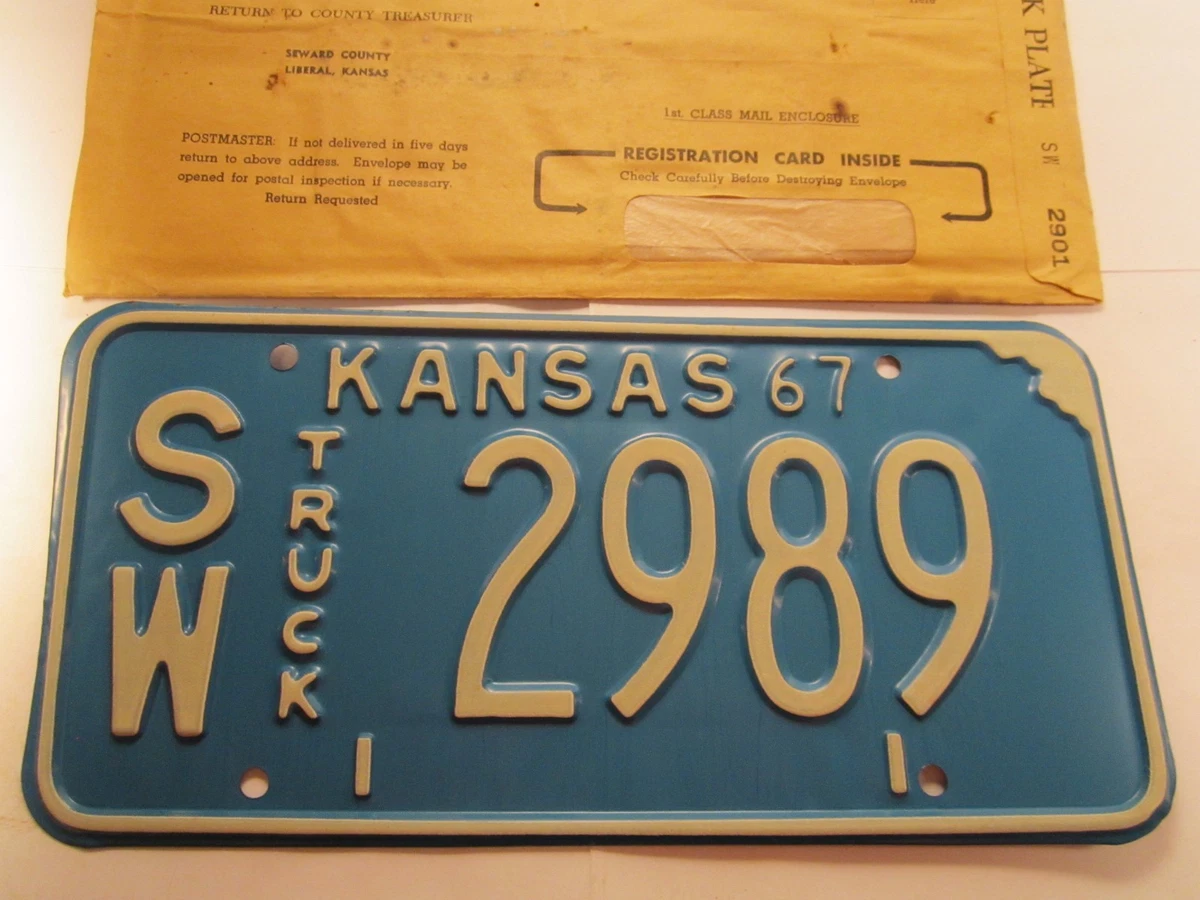 RETURN TO COUNTY TREASURER
SEWARD COUNTY
LIBERAL, KANSAS
POSTMASTER: If not delivered in five days
return to above address. Envelope may be
opened for postal inspection if necessary.
Return Requested
1st. CLASS MAIL ENCLOSURE
REGISTRATION CARD INSIDE
Check Carefully Before Destroying Envelope
K PLATE SW 2901
KANSAS 67
SW
TRUCK
2989